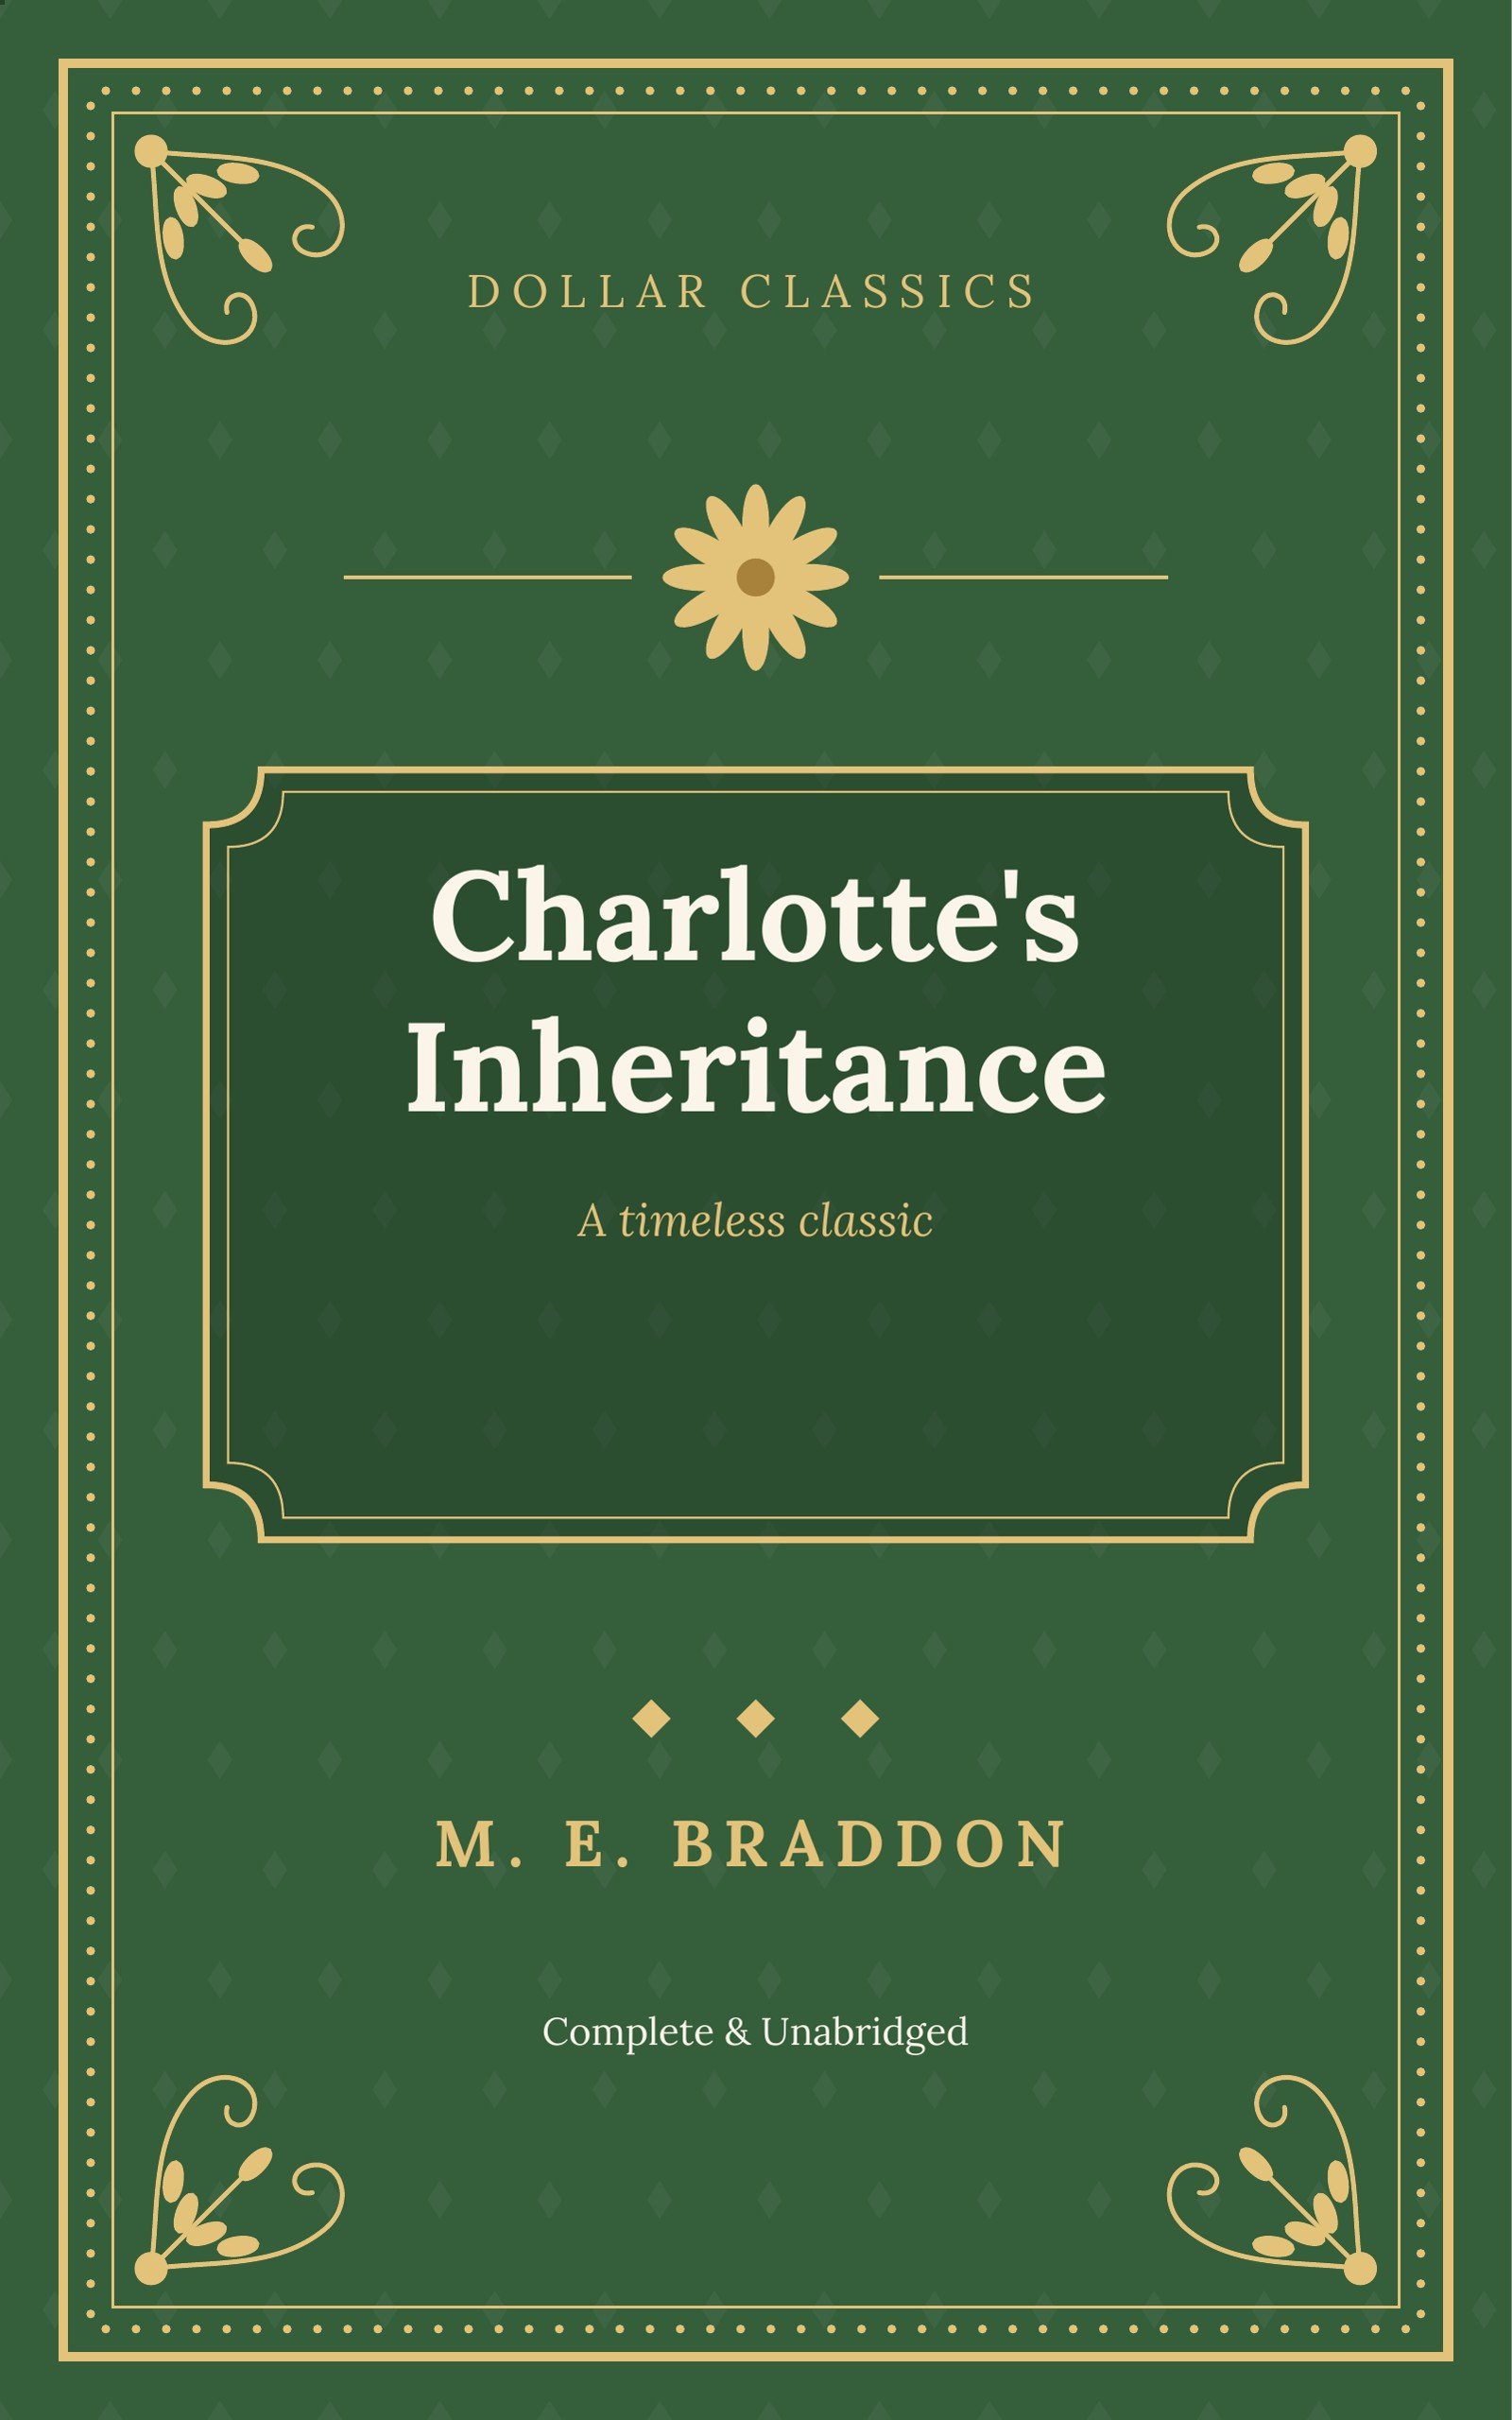 DOLLAR CLASSICS
Charlotte's
Inheritance
A timeless classic
M. E. BRADDON
Complete & Unabridged